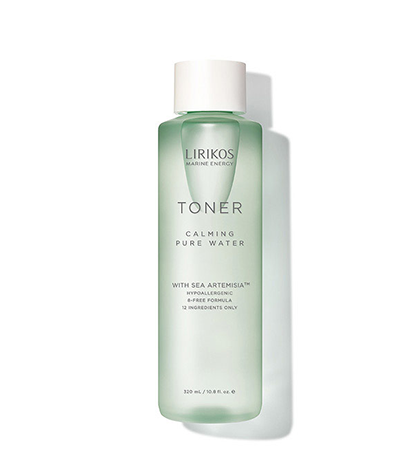 LIRIKOS
MARINE ENERGY
TONER
CALMING
PURE WATER
WITH SEA ARTEMISIA™
HYPOALLERGENIC
8-FREE FORMULA
12 INGREDIENTS ONLY
320 mL / 10.8 fl. oz. ℮